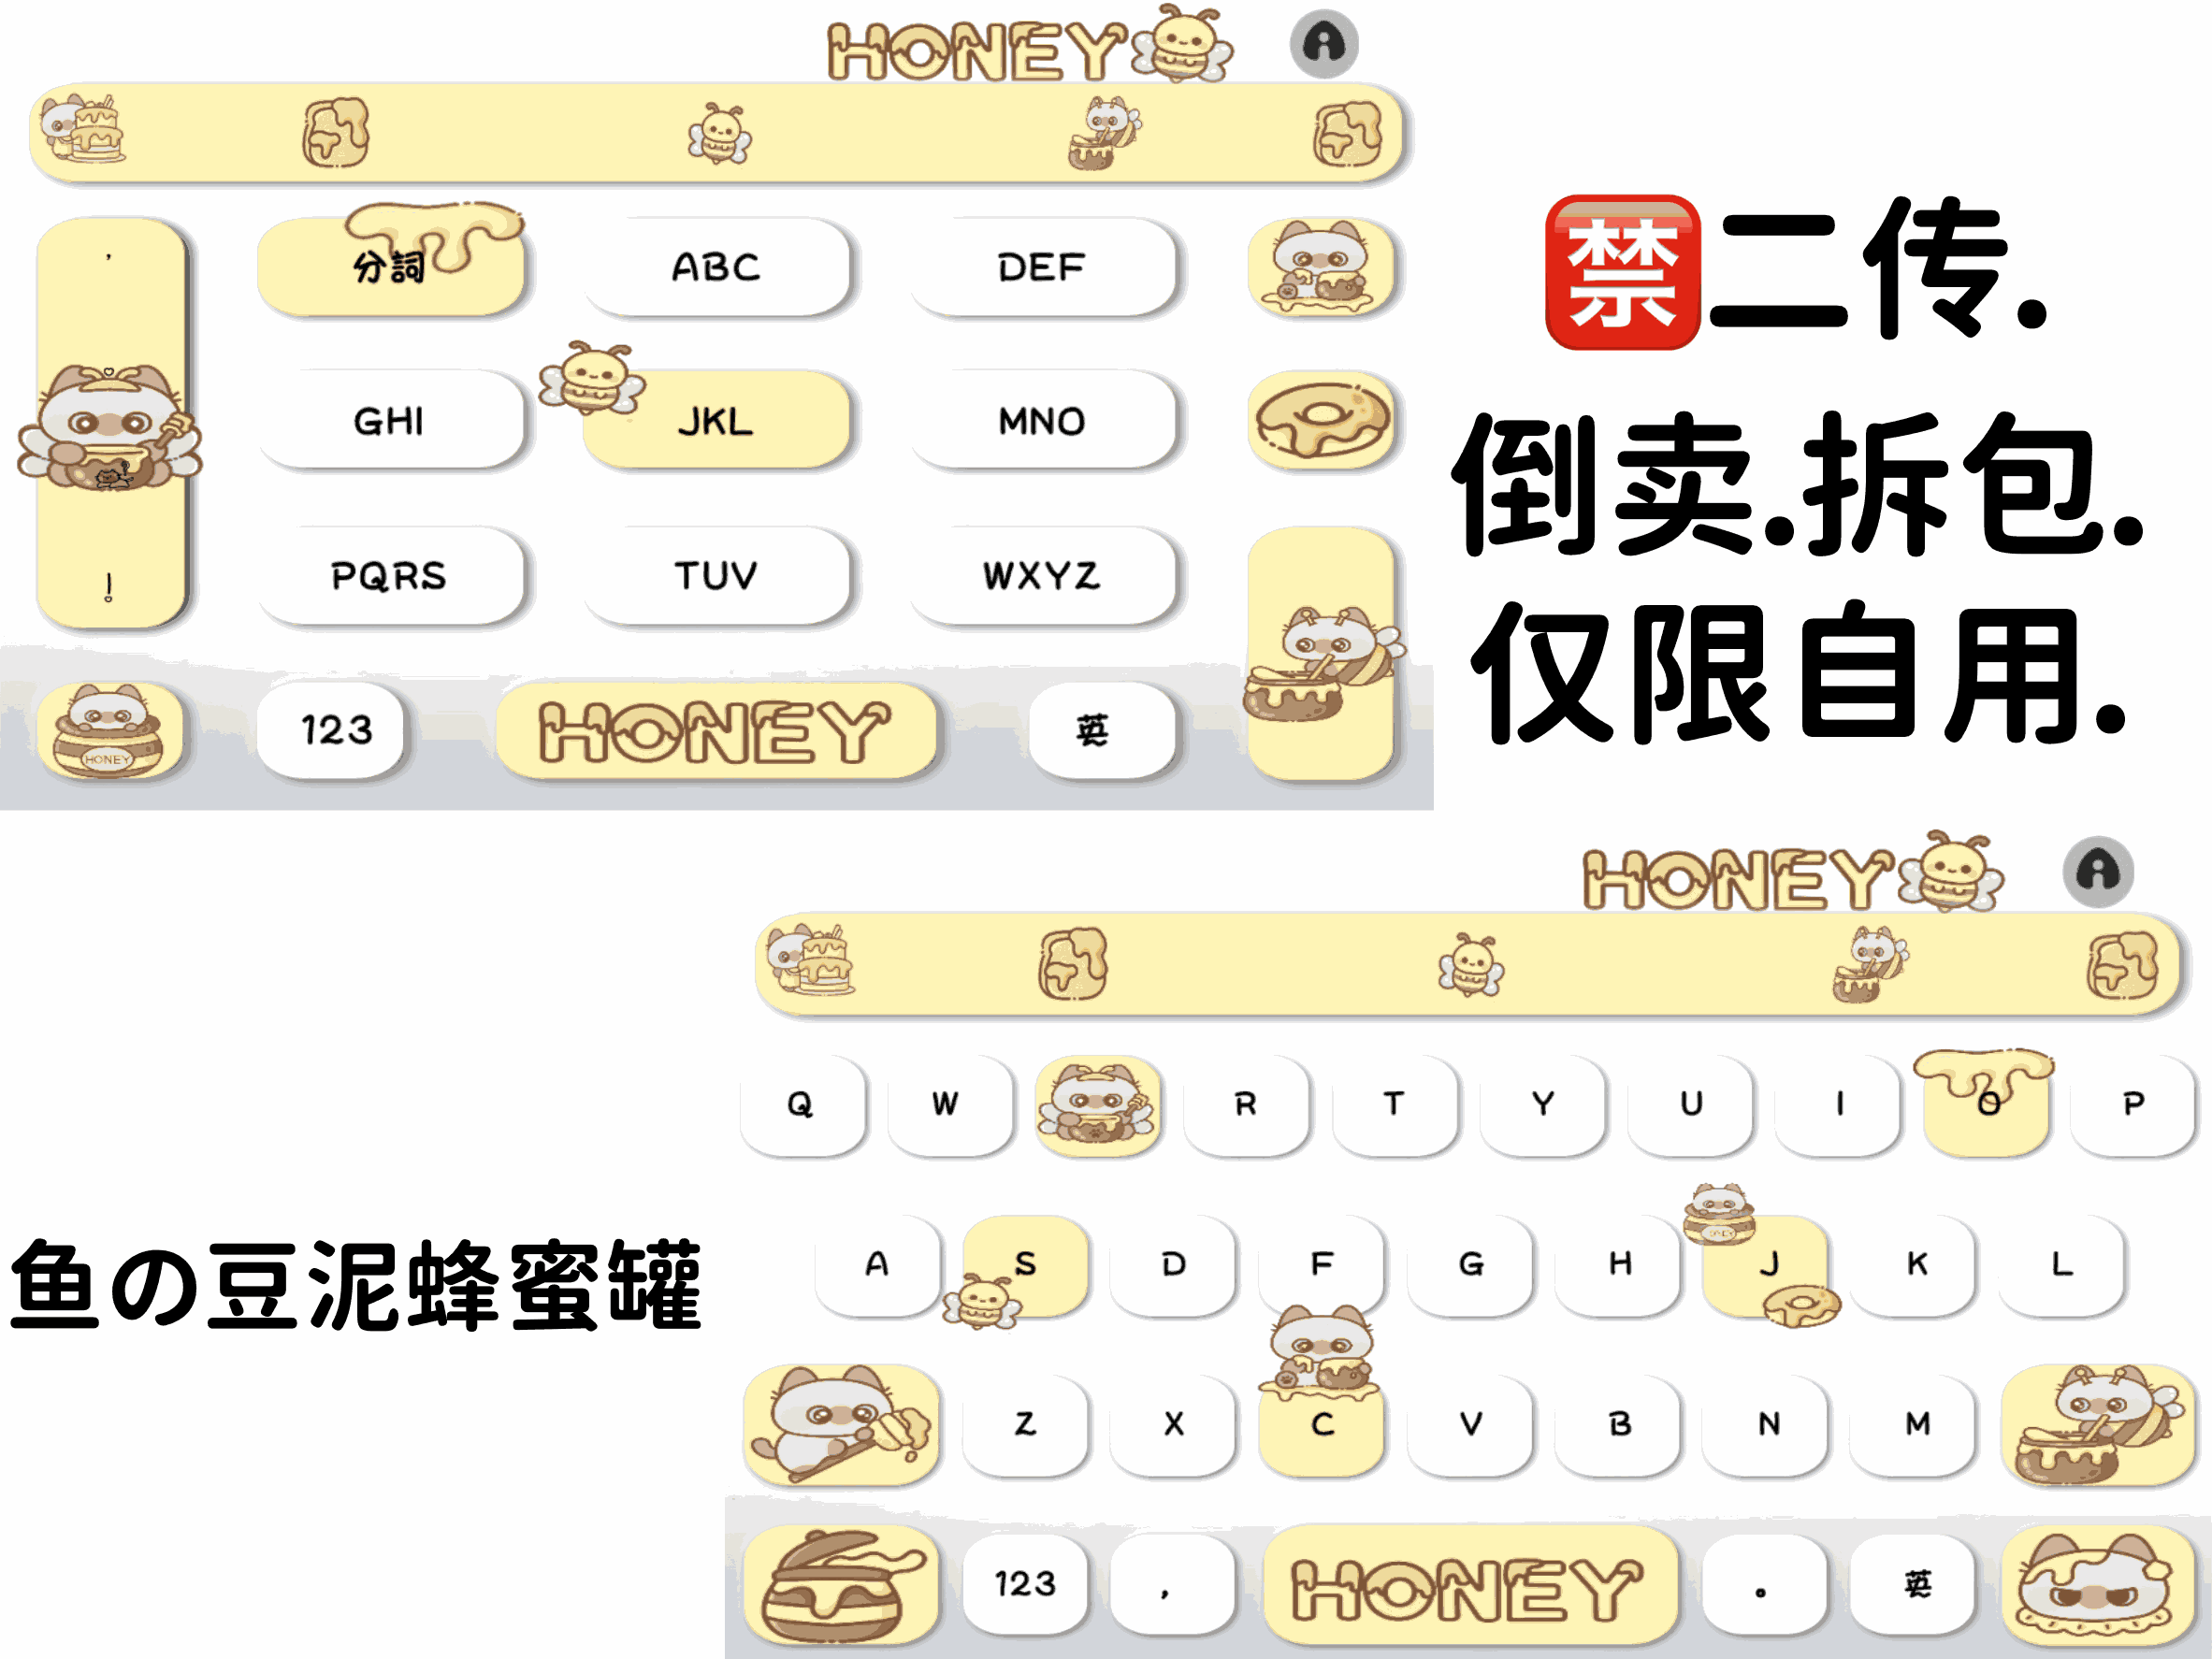 HONEY
分詞 ABC DEF
,
GHI JKL MNO
PQRS TUV WXYZ
!
HONEY
123 HONEY 英
🈲二传.
倒卖.拆包.
仅限自用.
HONEY
Q W R T Y U I O P
鱼の豆泥蜂蜜罐
A S D F G H J K L
Z X C V B N M
123 , HONEY 。 英